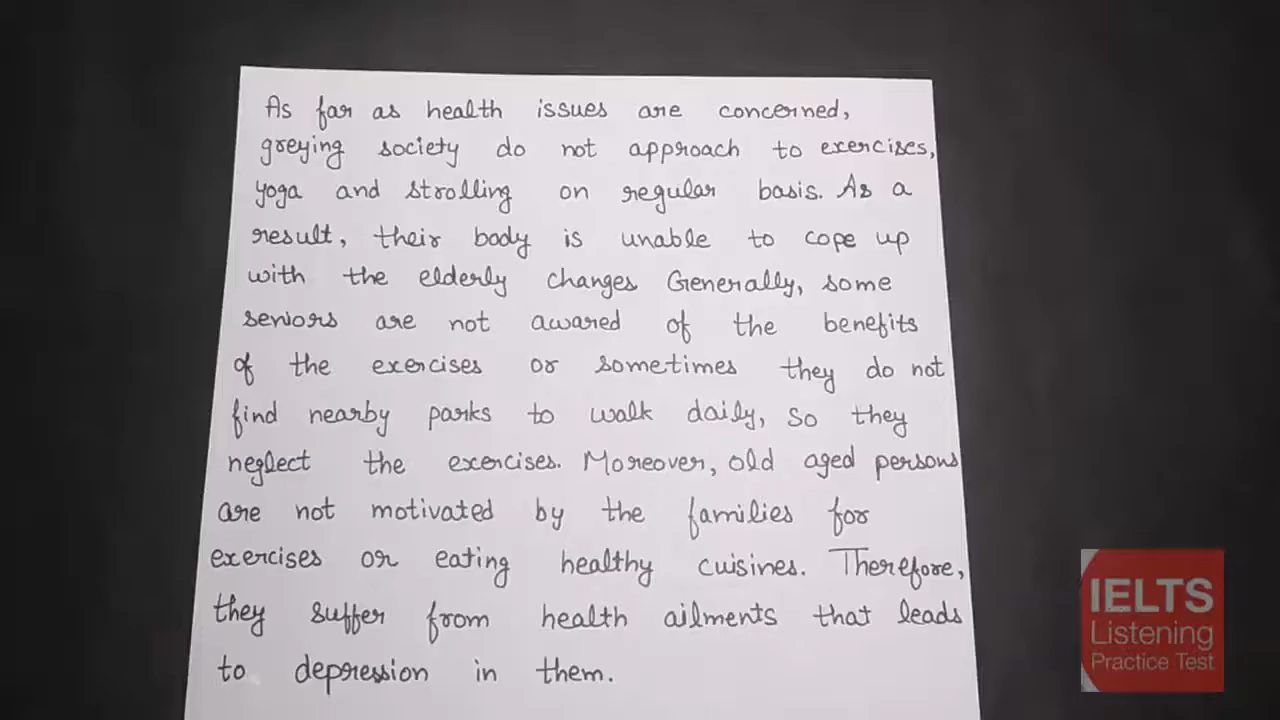 As far as health issues are concerned,
greying society do not approach to exercises,
yoga and strolling on regular basis. As a
result, their body is unable to cope up
with the elderly changes Generally, some
seniors are not awared of the benefits
of the exercises or sometimes they do not
find nearby parks to walk daily, so they
neglect the exercises. Moreover, old aged persons
are not motivated by the families for
exercises or eating healthy cuisines. Therefore,
they suffer from health ailments that leads
to depression in them.
IELTS
Listening
Practice Test